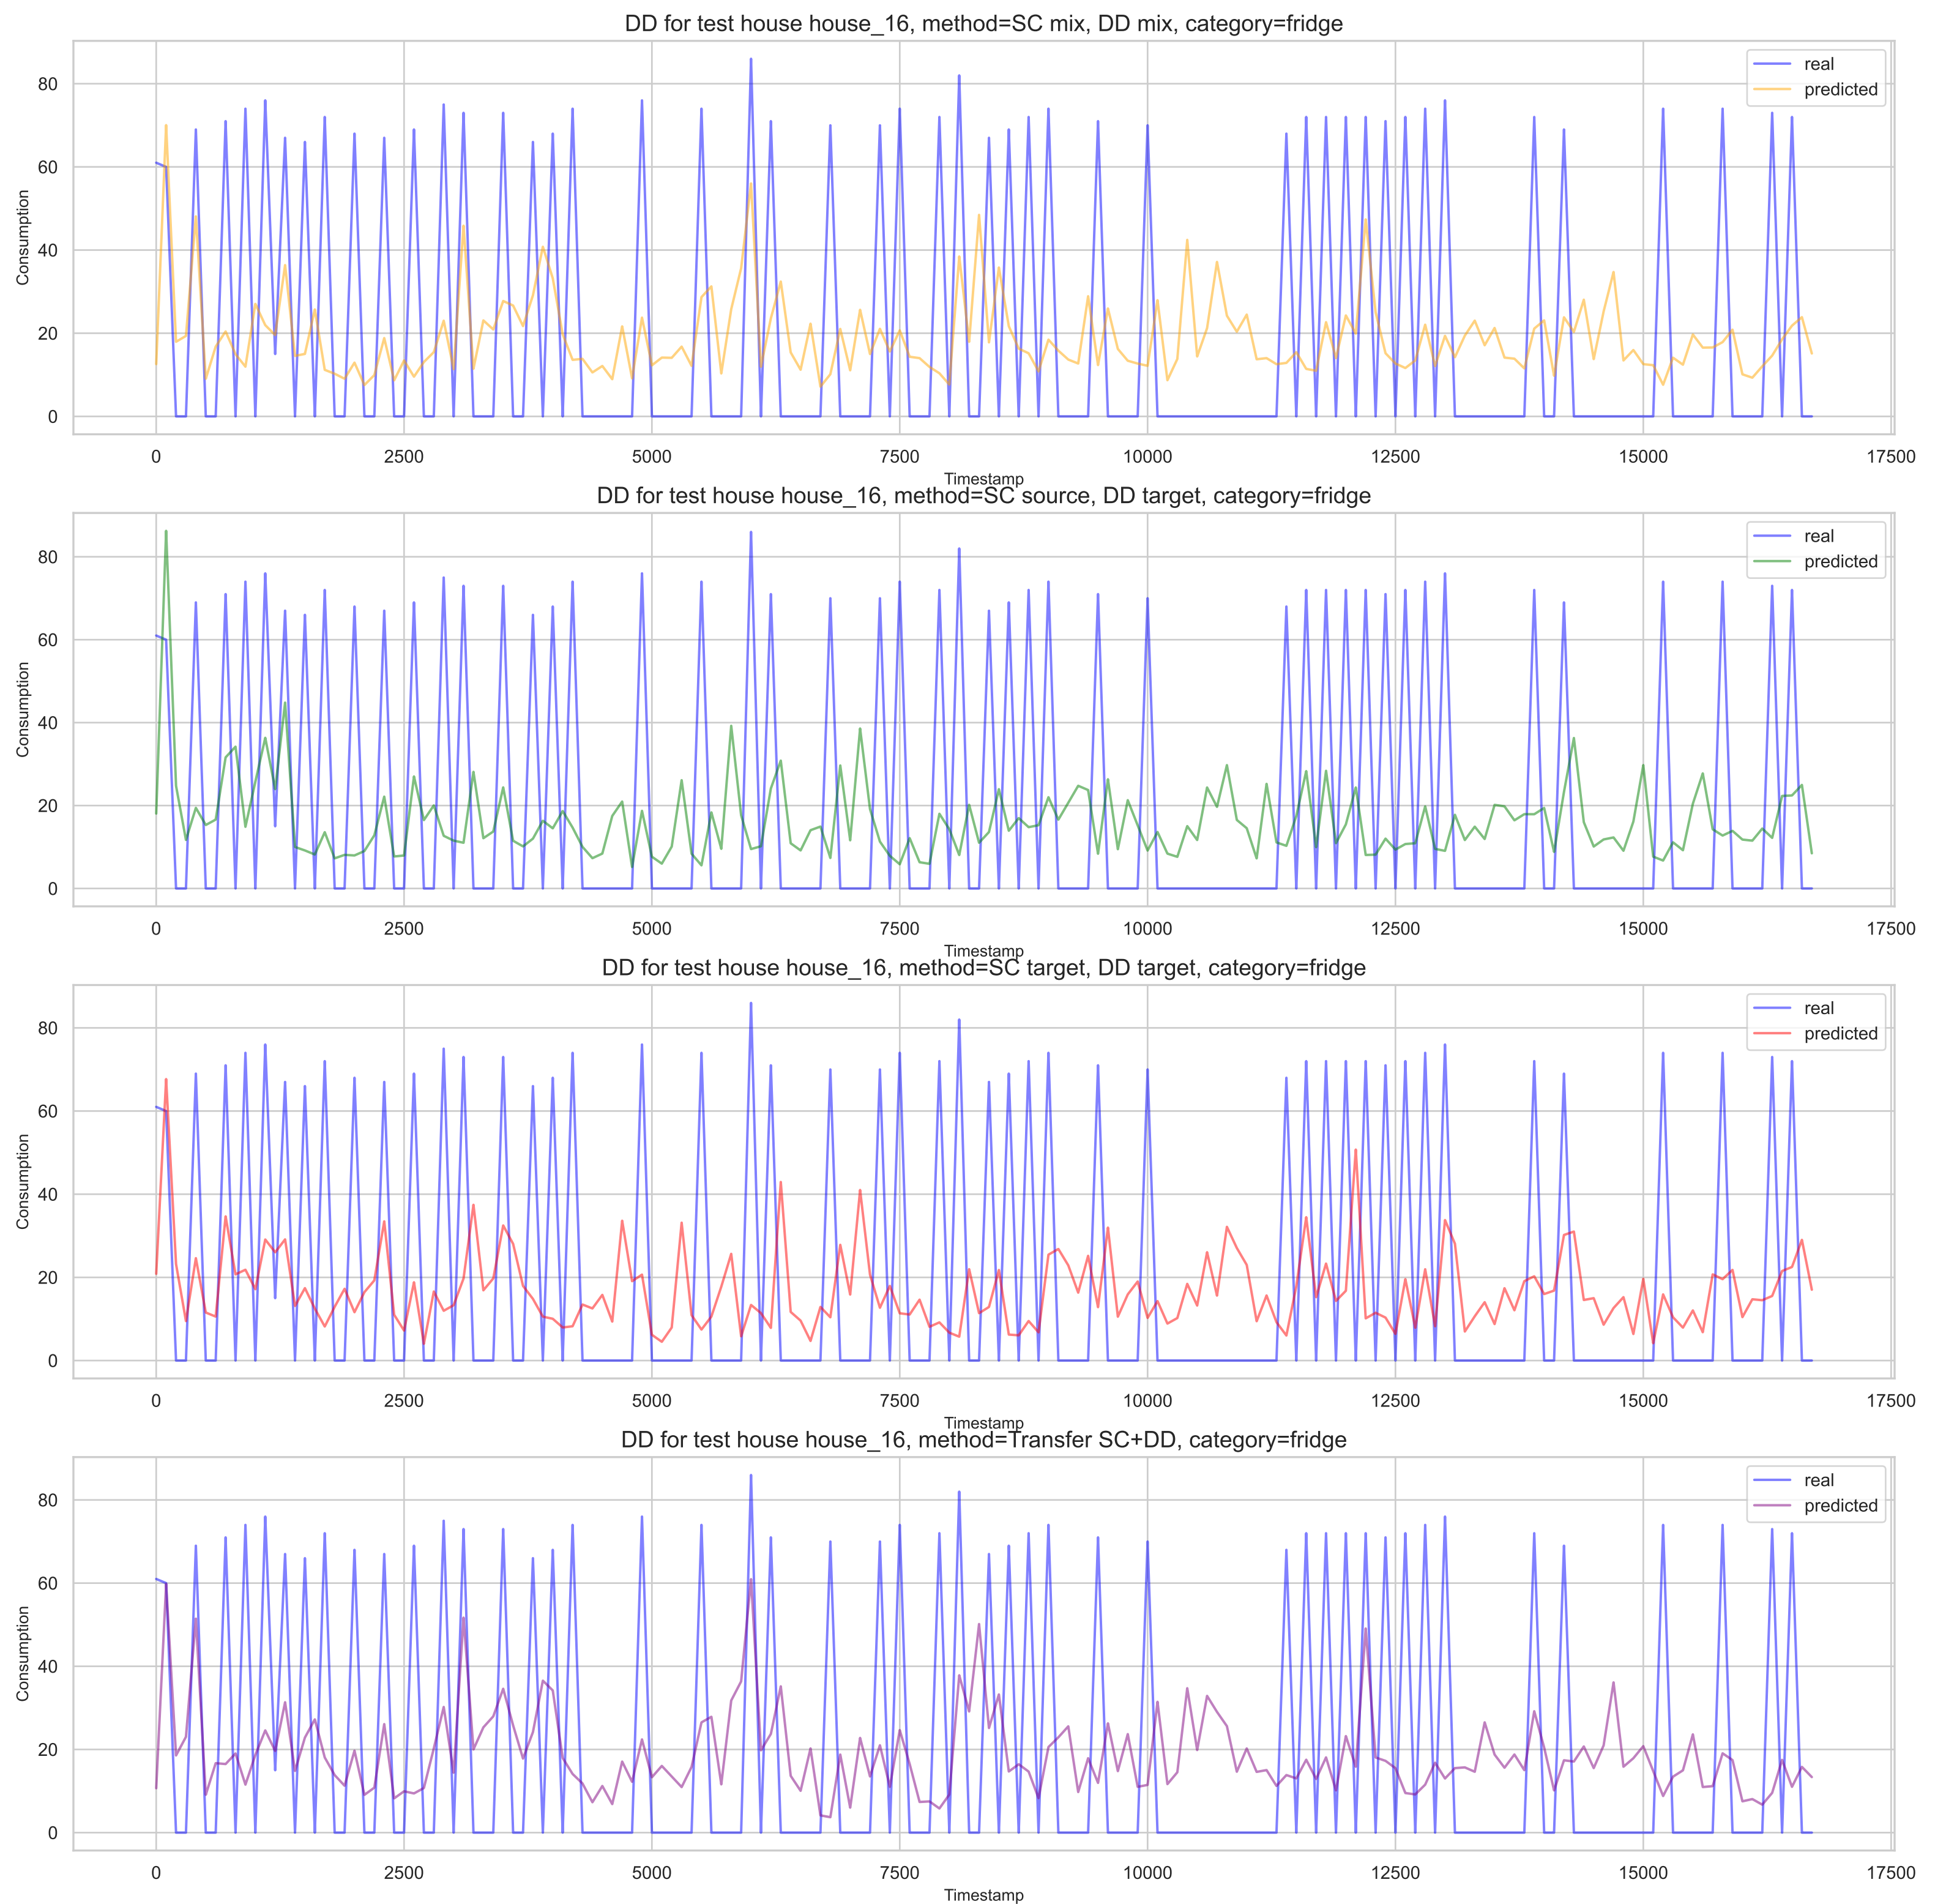 DD for test house house_16, method=SC mix, DD mix, category=fridge
real
predicted
Consumption
80
60
40
20
0
0 2500 5000 7500 10000 12500 15000 17500
Timestamp
DD for test house house_16, method=SC source, DD target, category=fridge
real
predicted
Consumption
80
60
40
20
0
0 2500 5000 7500 10000 12500 15000 17500
Timestamp
DD for test house house_16, method=SC target, DD target, category=fridge
real
predicted
Consumption
80
60
40
20
0
0 2500 5000 7500 10000 12500 15000 17500
Timestamp
DD for test house house_16, method=Transfer SC+DD, category=fridge
real
predicted
Consumption
80
60
40
20
0
0 2500 5000 7500 10000 12500 15000 17500
Timestamp